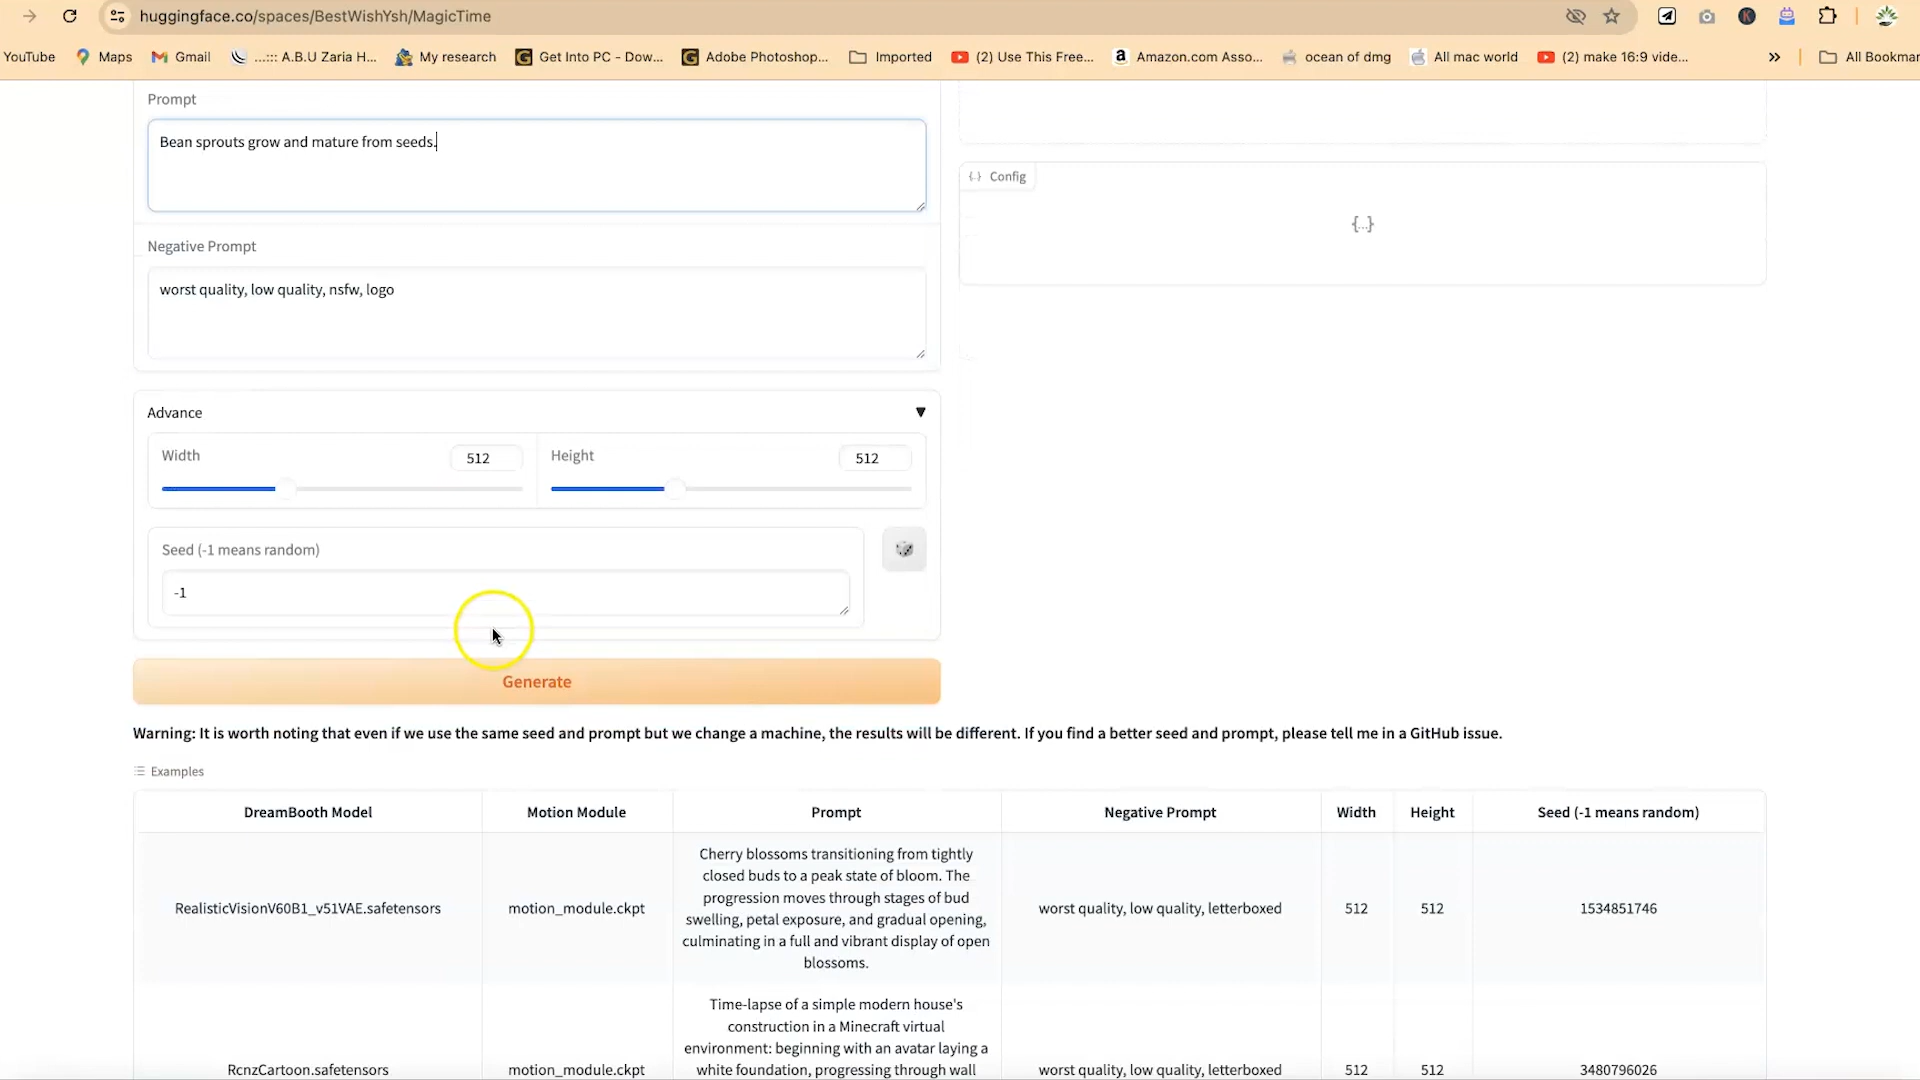 huggingface.co/spaces/BestWishYsh/MagicTime
YouTube
Maps
Gmail
...:: A.B.U Zaria H...
My research
Get Into PC - Dow...
Adobe Photoshop...
Imported
(2) Use This Free...
Amazon.com Asso...
ocean of dmg
All mac world
(2) make 16:9 vide...
»
All Bookmar
Prompt
Bean sprouts grow and mature from seeds.
Config
{...}
Negative Prompt
worst quality, low quality, nsfw, logo
Advance
Width
512
Height
512
Seed (-1 means random)
-1
Generate
Warning: It is worth noting that even if we use the same seed and prompt but we change a machine, the results will be different. If you find a better seed and prompt, please tell me in a GitHub issue.
Examples
DreamBooth Model
Motion Module
Prompt
Negative Prompt
Width
Height
Seed (-1 means random)
RealisticVisionV60B1_v51VAE.safetensors
motion_module.ckpt
Cherry blossoms transitioning from tightly
closed buds to a peak state of bloom. The
progression moves through stages of bud
swelling, petal exposure, and gradual opening,
culminating in a full and vibrant display of open
blossoms.
worst quality, low quality, letterboxed
512
512
1534851746
RcnzCartoon.safetensors
motion_module.ckpt
Time-lapse of a simple modern house's
construction in a Minecraft virtual
environment: beginning with an avatar laying a
white foundation, progressing through wall
worst quality, low quality, letterboxed
512
512
3480796026